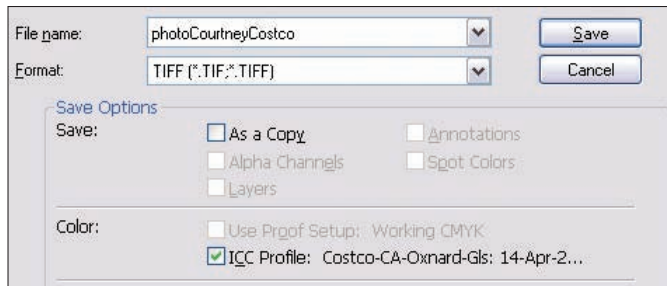 File name: photoCourtneyCostco Save
Format: TIFF (*.TIF;*.TIFF) Cancel
Save Options
Save: As a Copy Annotations
Alpha Channels Spot Colors
Layers
Color: Use Proof Setup: Working CMYK
ICC Profile: Costco-CA-Oxnard-Gls: 14-Apr-2...